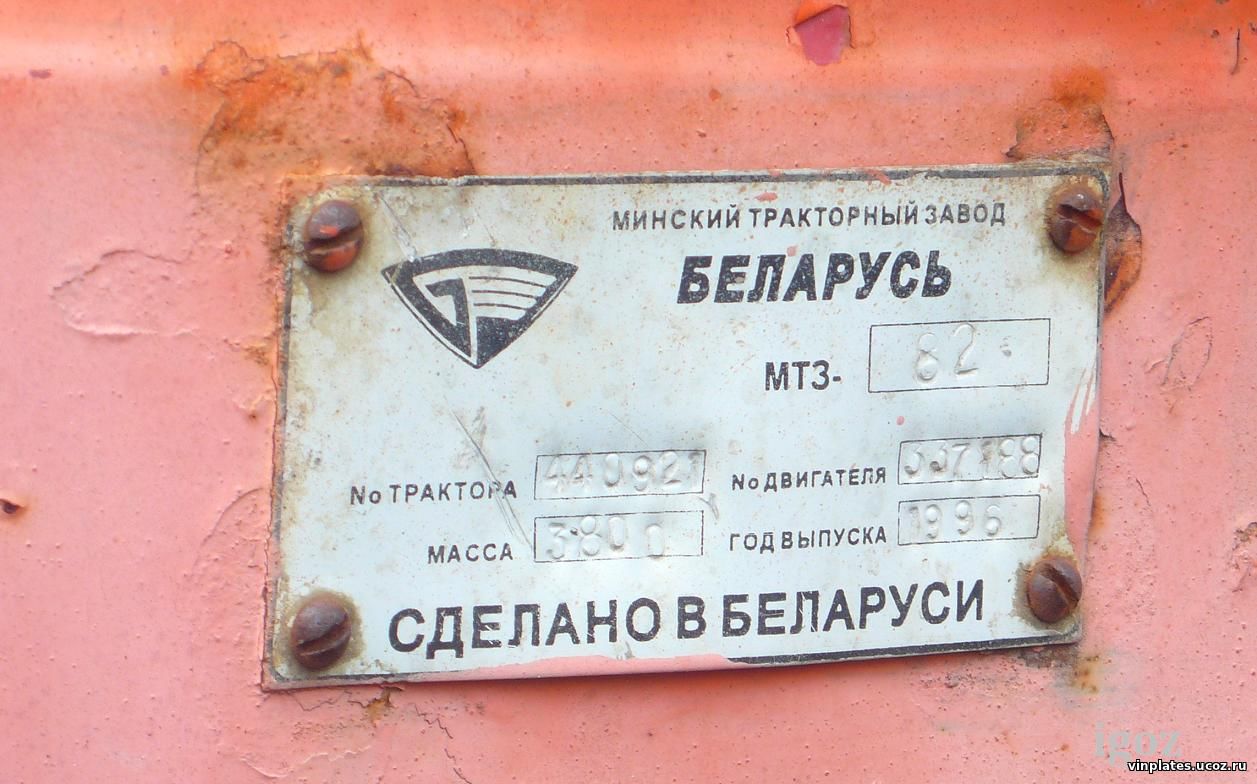 МИНСКИЙ ТРАКТОРНЫЙ ЗАВОД
БЕЛАРУСЬ
МТЗ- 82
No ТРАКТОРА 440921 No ДВИГАТЕЛЯ 337188
МАССА 3800 ГОД ВЫПУСКА 1996
СДЕЛАНО В БЕЛАРУСИ
igoz
vinplates.ucoz.ru